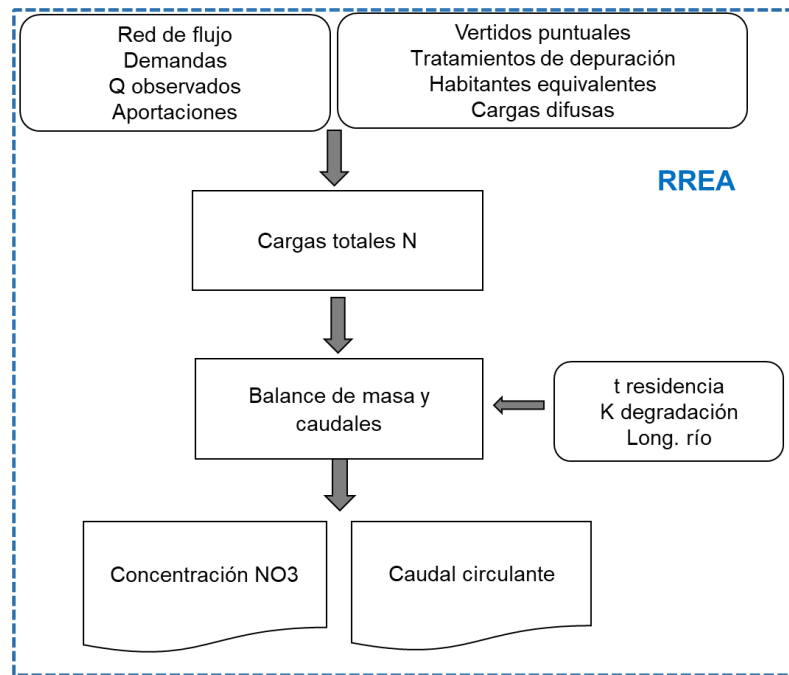 Red de flujo
Demandas
Q observados
Aportaciones
Vertidos puntuales
Tratamientos de depuración
Habitantes equivalentes
Cargas difusas
RREA
Cargas totales N
Balance de masa y
caudales
t residencia
K degradación
Long. río
Concentración NO3
Caudal circulante